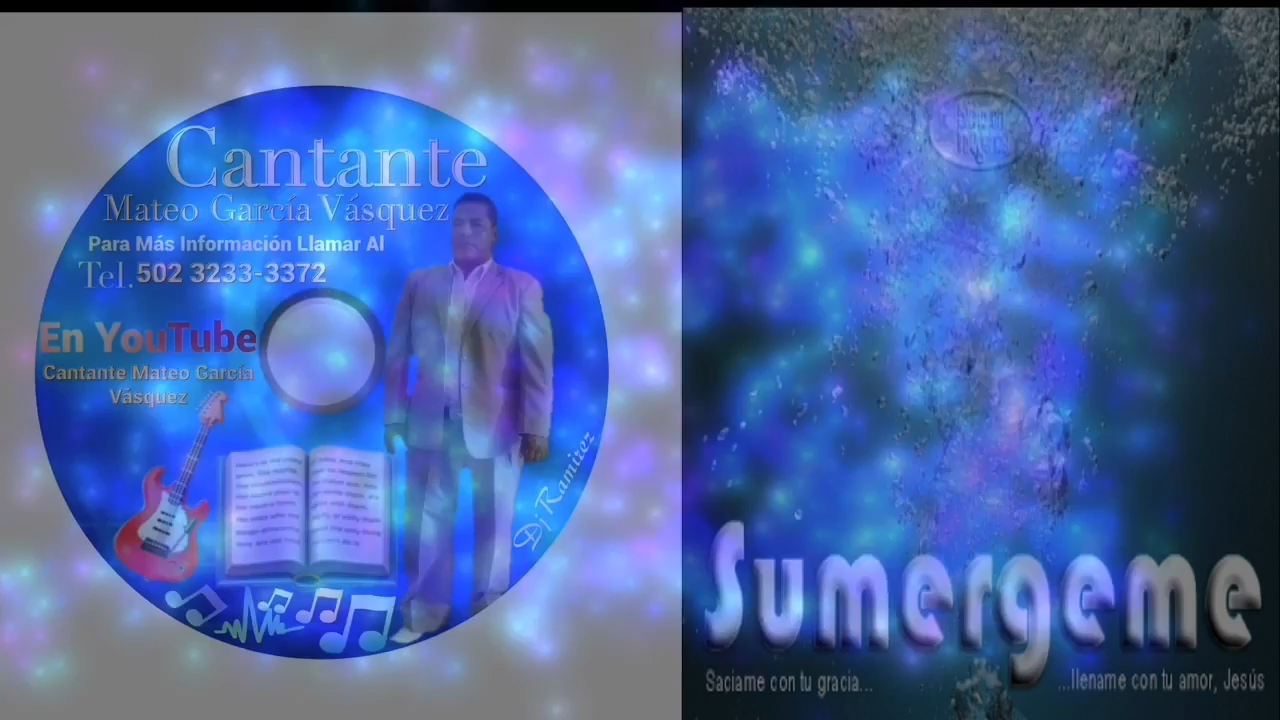 Cantante
Mateo García Vásquez
Para Más Información Llamar Al
Tel. 502 3233-3372
En YouTube
Cantante Mateo García
Vásquez
Dj Ramirez
Sumergeme
Saciame con tu gracia...
...llename con tu amor, Jesús